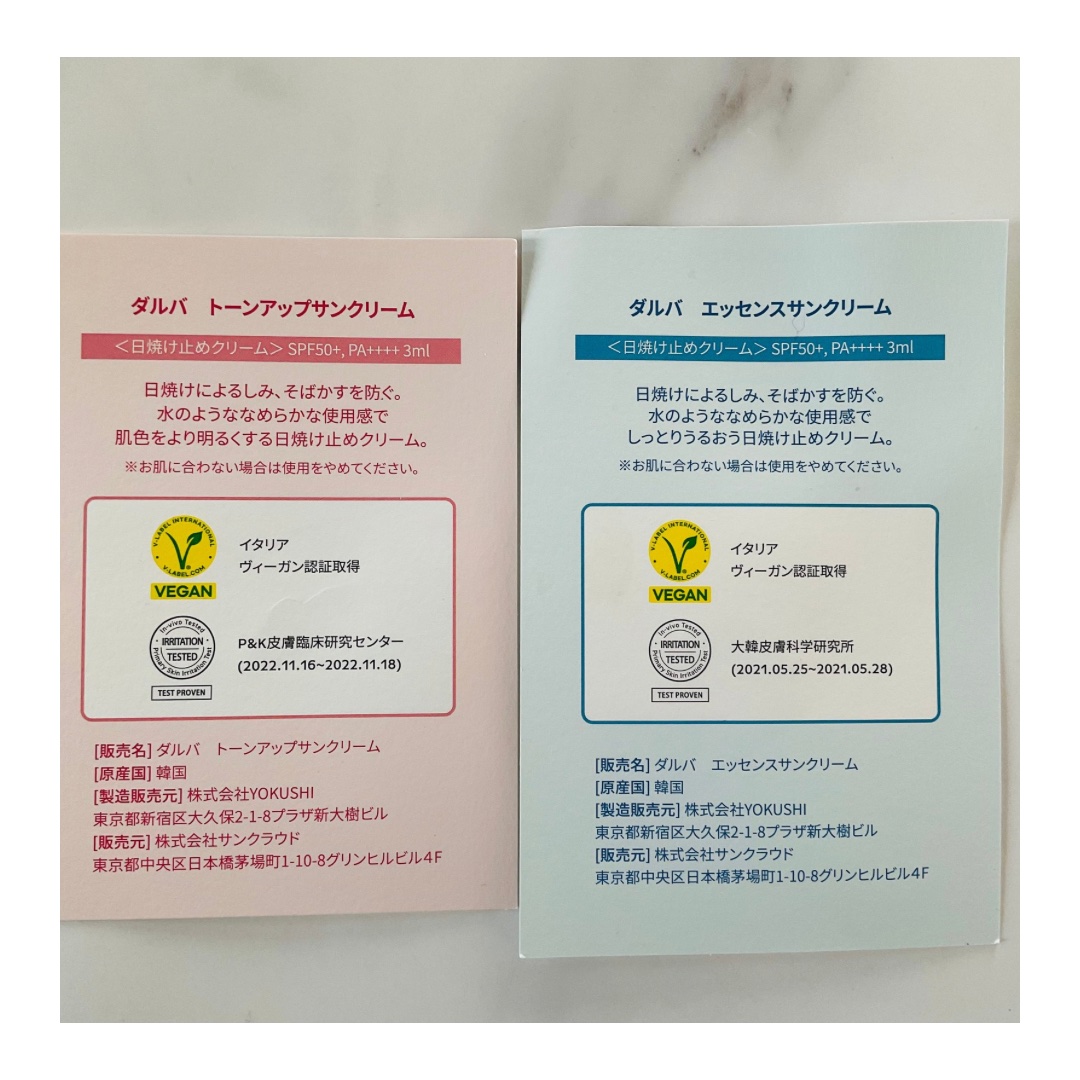 ダルバ　トーンアップサンクリーム
＜日焼け止めクリーム＞ SPF50+, PA++++ 3ml
日焼けによるしみ、そばかすを防ぐ。
水のようななめらかな使用感で
肌色をより明るくする日焼け止めクリーム。
※お肌に合わない場合は使用をやめてください。
V-LABEL INTERNATIONAL
V-LABEL.COM
VEGAN
イタリア
ヴィーガン認証取得
In-vivo Tested
IRRITATION
TESTED
Primary Skin Irritation Test
TEST PROVEN
P&K皮膚臨床研究センター
(2022.11.16~2022.11.18)
[販売名] ダルバ　トーンアップサンクリーム
[原産国] 韓国
[製造販売元] 株式会社YOKUSHI
東京都新宿区大久保2-1-8プラザ新大樹ビル
[販売元] 株式会社サンクラウド
東京都中央区日本橋茅場町1-10-8グリンヒルビル４F
ダルバ　エッセンスサンクリーム
＜日焼け止めクリーム＞ SPF50+, PA++++ 3ml
日焼けによるしみ、そばかすを防ぐ。
水のようななめらかな使用感で
しっとりうるおう日焼け止めクリーム。
※お肌に合わない場合は使用をやめてください。
V-LABEL INTERNATIONAL
V-LABEL.COM
VEGAN
イタリア
ヴィーガン認証取得
In-vivo Tested
IRRITATION
TESTED
Primary Skin Irritation Test
TEST PROVEN
大韓皮膚科学研究所
(2021.05.25~2021.05.28)
[販売名] ダルバ　エッセンスサンクリーム
[原産国] 韓国
[製造販売元] 株式会社YOKUSHI
東京都新宿区大久保2-1-8プラザ新大樹ビル
[販売元] 株式会社サンクラウド
東京都中央区日本橋茅場町1-10-8グリンヒルビル４F